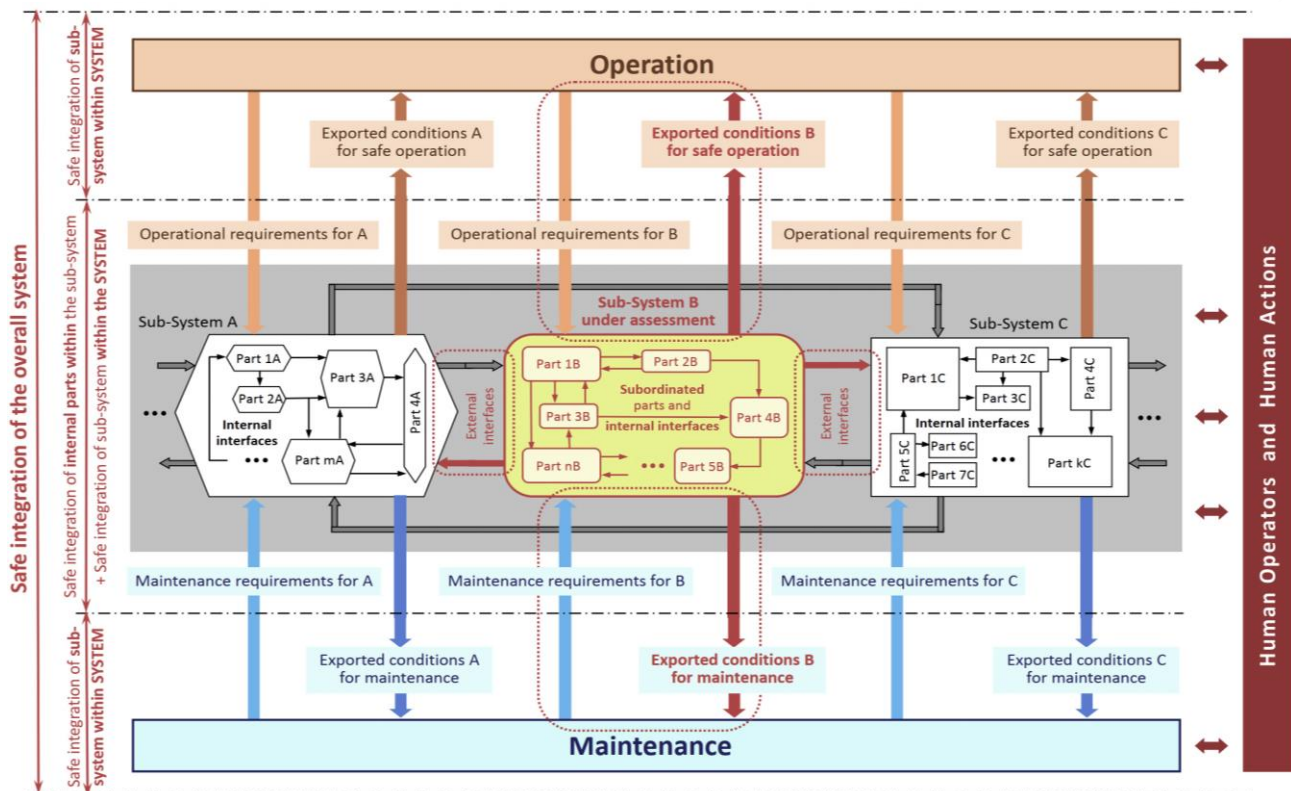 Safe integration of the overall system
Safe integration of sub-
system within SYSTEM
Operation
Exported conditions A
for safe operation
Exported conditions B
for safe operation
Exported conditions C
for safe operation
Safe integration of internal parts within the sub-system
+ Safe integration of sub-system within the SYSTEM
Operational requirements for A
Operational requirements for B
Operational requirements for C
Sub-System A
Part 1A
Part 2A
Part 3A
Part 4A
Internal
interfaces
•••
Part mA
•••
External
interfaces
Sub-System B
under assessment
Part 1B
Part 2B
Subordinated
parts and
internal interfaces
Part 3B
Part 4B
Part nB
•••
Part 5B
External
interfaces
Sub-System C
Part 1C
Part 2C
Part 3C
Part 4C
Internal interfaces
Part 5C
Part 6C
Part 7C
•••
Part kC
•••
Maintenance requirements for A
Maintenance requirements for B
Maintenance requirements for C
Safe integration of sub-
system within SYSTEM
Exported conditions A
for maintenance
Exported conditions B
for maintenance
Exported conditions C
for maintenance
Maintenance
Human Operators and Human Actions